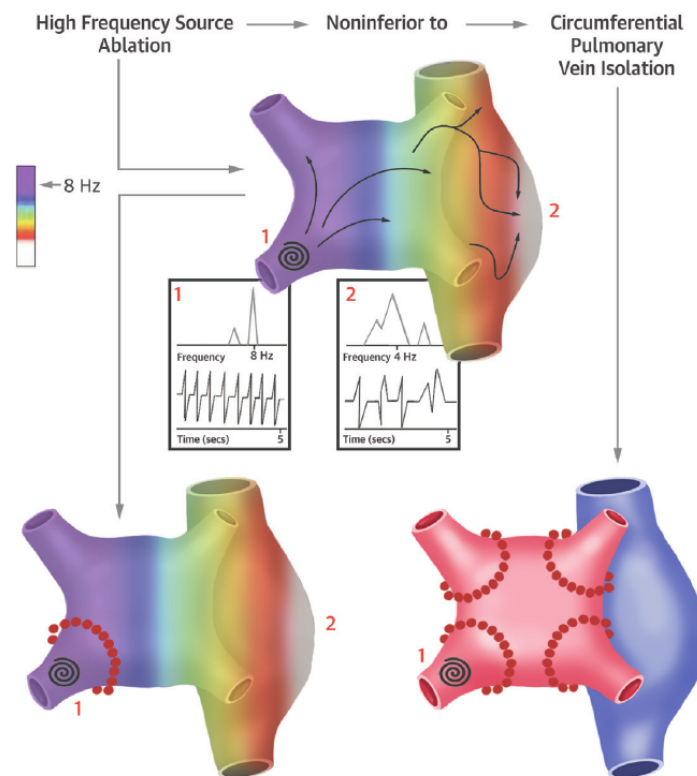 High Frequency Source
Ablation
Noninferior to
Circumferential
Pulmonary
Vein Isolation
8 Hz
1
2
1
Frequency 8 Hz
Time (secs) 5
2
Frequency 4 Hz
Time (secs) 5
2
1
1